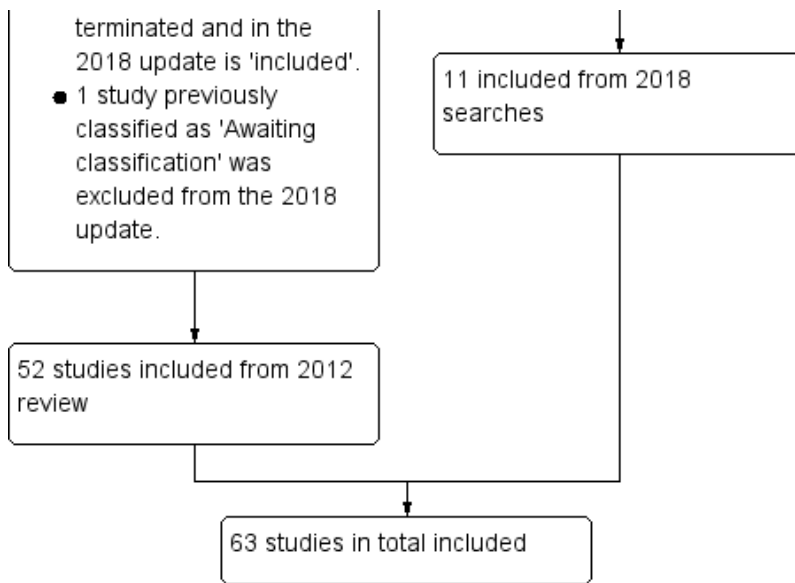 terminated and in the
2018 update is 'included'.
● 1 study previously
classified as 'Awaiting
classification' was
excluded from the 2018
update.
11 included from 2018
searches
52 studies included from 2012
review
63 studies in total included